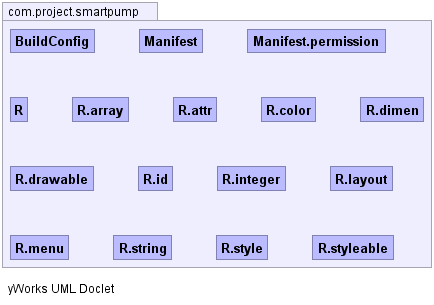 com.project.smartpump
BuildConfig Manifest Manifest.permission
R R.array R.attr R.color R.dimen
R.drawable R.id R.integer R.layout
R.menu R.string R.style R.styleable
yWorks UML Doclet